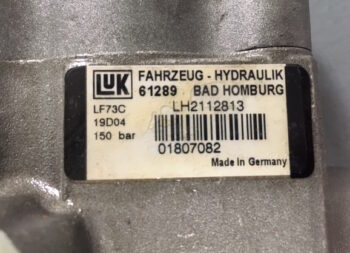 LUK FAHRZEUG - HYDRAULIK
61289 BAD HOMBURG
LF73C LH2112813
19D04
150 bar 01807082
Made in Germany